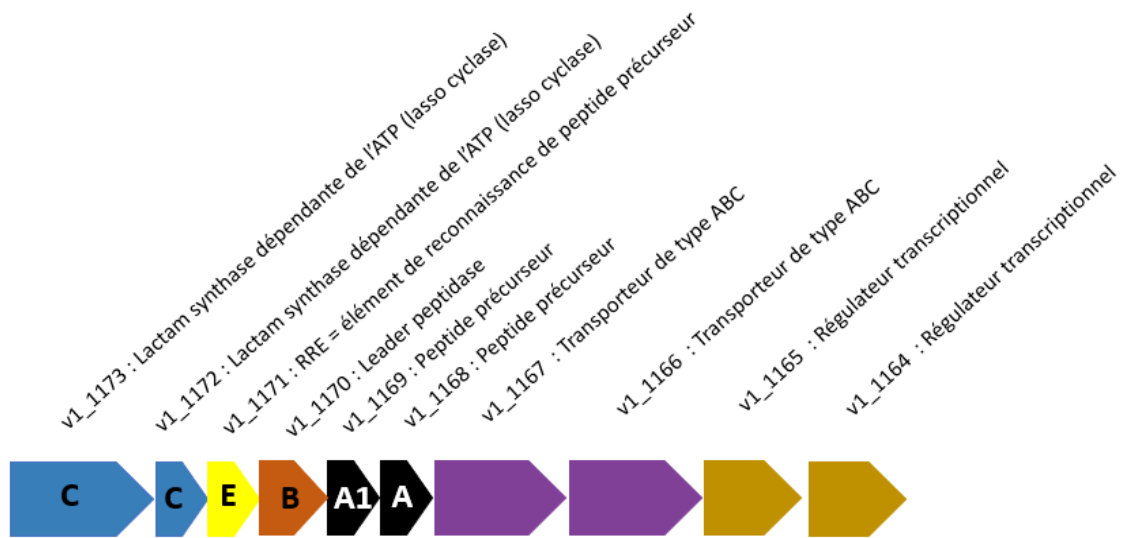 v1_1173 : Lactam synthase dépendante de l'ATP (lasso cyclase)
v1_1172 : Lactam synthase dépendante de l'ATP (lasso cyclase)
v1_1171 : RRE = élément de reconnaissance de peptide précurseur
v1_1170 : Leader peptidase
v1_1169 : Peptide précurseur
v1_1168 : Peptide précurseur
v1_1167 : Transporteur de type ABC
v1_1166 : Transporteur de type ABC
v1_1165 : Régulateur transcriptionnel
v1_1164 : Régulateur transcriptionnel
C
C
E
B
A1
A